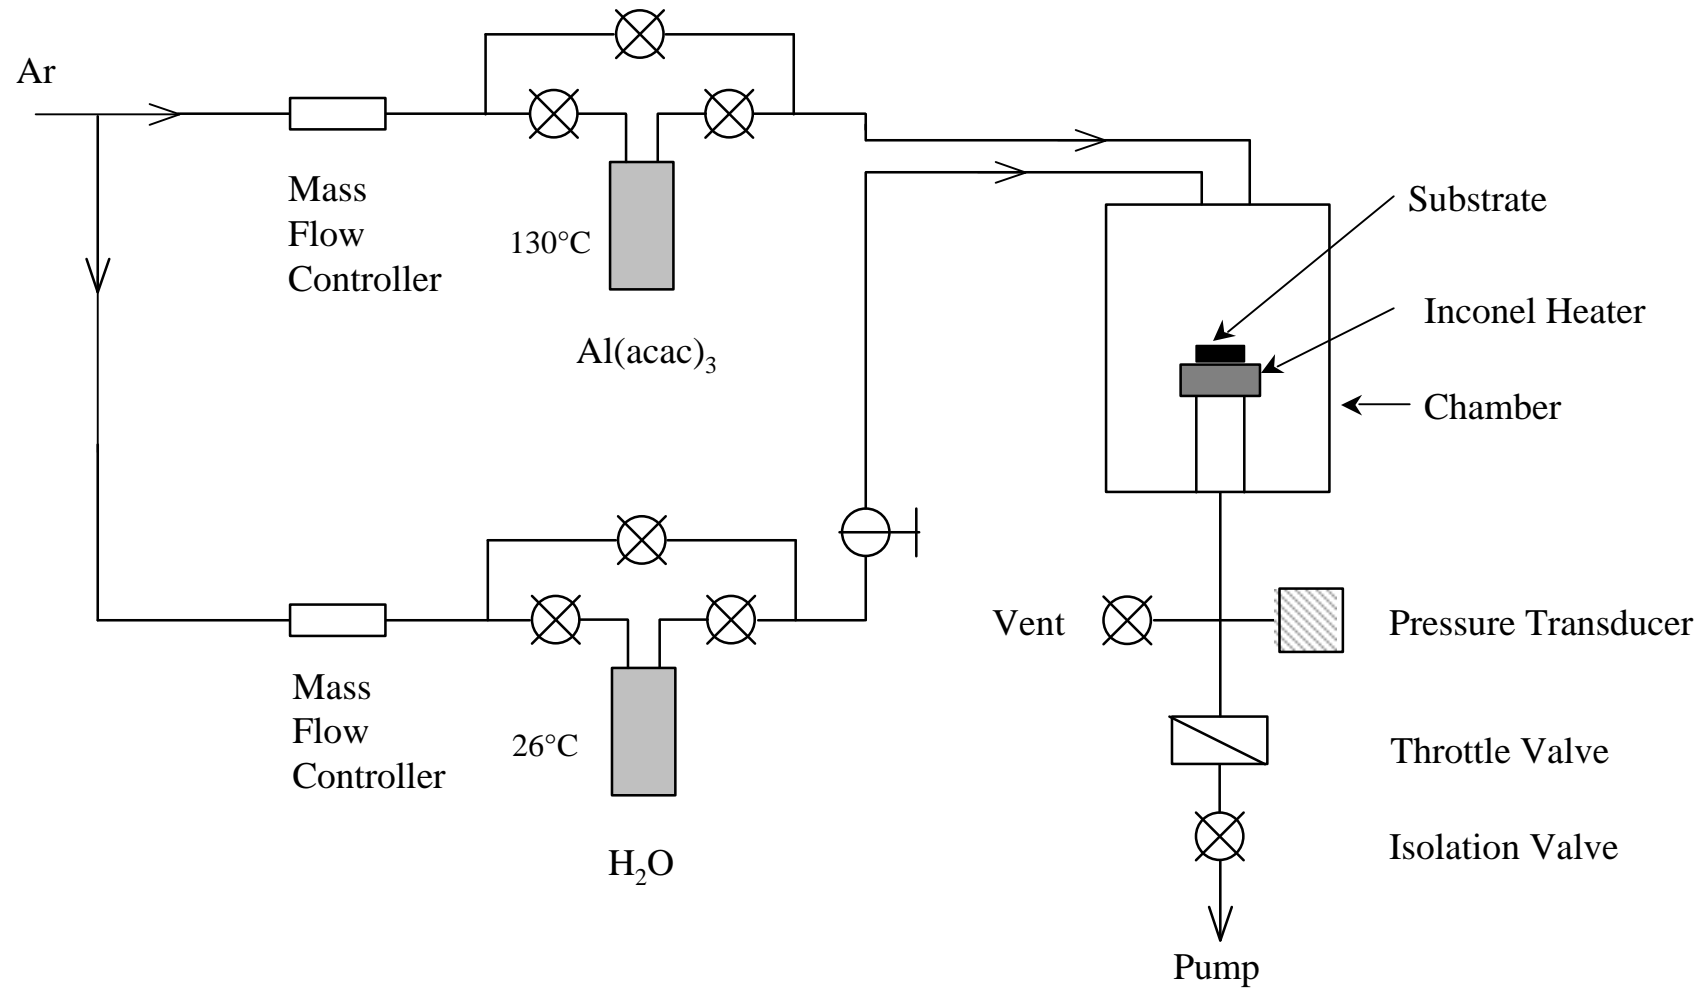 Ar
Mass
Flow
Controller
130°C
Al(acac)₃
Substrate
Inconel Heater
Chamber
Vent
Pressure Transducer
Mass
Flow
Controller
26°C
H₂O
Throttle Valve
Isolation Valve
Pump